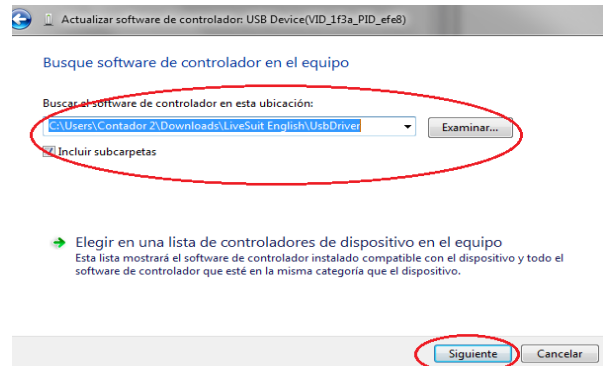 Actualizar software de controlador: USB Device(VID_1f3a_PID_efe8)
Busque software de controlador en el equipo
Buscar el software de controlador en esta ubicación:
C:\Users\Contador 2\Downloads\LiveSuit English\UsbDriver
Examinar...
Incluir subcarpetas
Elegir en una lista de controladores de dispositivo en el equipo
Esta lista mostrará el software de controlador instalado compatible con el dispositivo y todo el
software de controlador que esté en la misma categoría que el dispositivo.
Siguiente
Cancelar